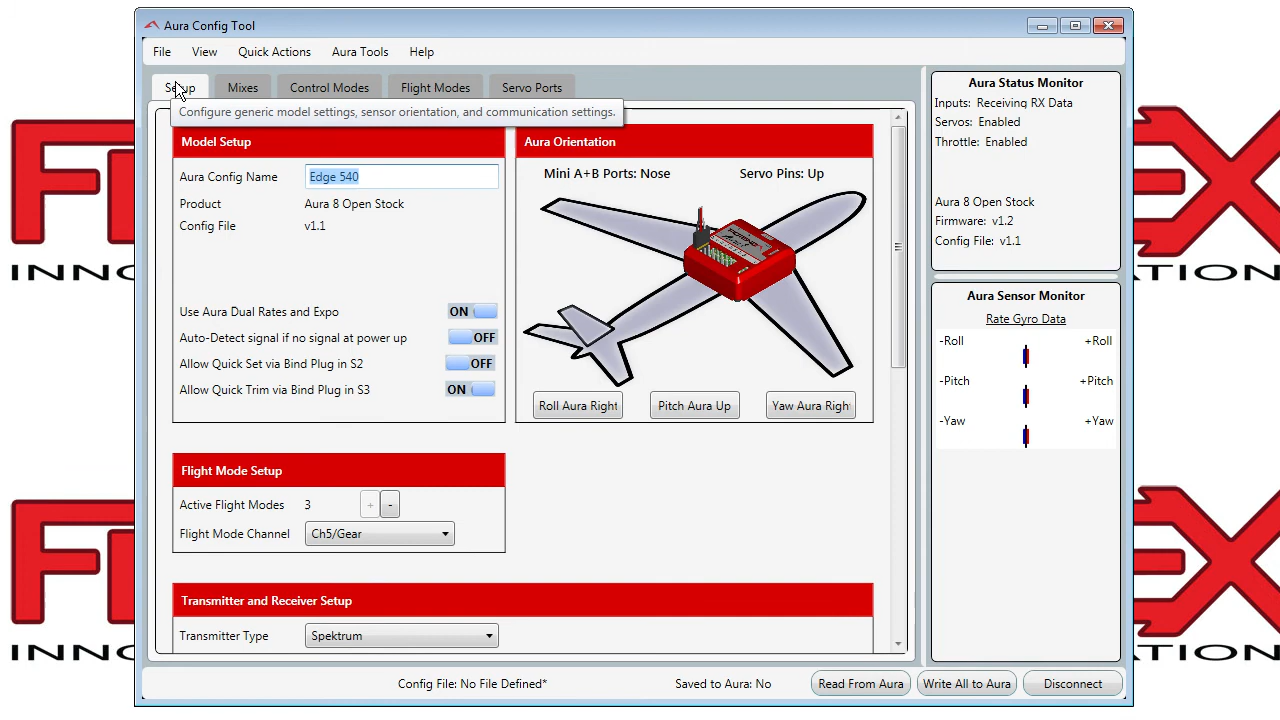 Aura Config Tool
File View Quick Actions Aura Tools Help
Setup Mixes Control Modes Flight Modes Servo Ports
Configure generic model settings, sensor orientation, and communication settings.
Model Setup
Aura Config Name Edge 540
Product Aura 8 Open Stock
Config File v1.1
Use Aura Dual Rates and Expo ON
Auto-Detect signal if no signal at power up OFF
Allow Quick Set via Bind Plug in S2 OFF
Allow Quick Trim via Bind Plug in S3 ON
Aura Orientation
Mini A+B Ports: Nose Servo Pins: Up
Roll Aura Right Pitch Aura Up Yaw Aura Righ
Flight Mode Setup
Active Flight Modes 3 + -
Flight Mode Channel Ch5/Gear
Transmitter and Receiver Setup
Transmitter Type Spektrum
Aura Status Monitor
Inputs: Receiving RX Data
Servos: Enabled
Throttle: Enabled
Aura 8 Open Stock
Firmware: v1.2
Config File: v1.1
Aura Sensor Monitor
Rate Gyro Data
-Roll +Roll
-Pitch +Pitch
-Yaw +Yaw
Config File: No File Defined* Saved to Aura: No Read From Aura Write All to Aura Disconnect